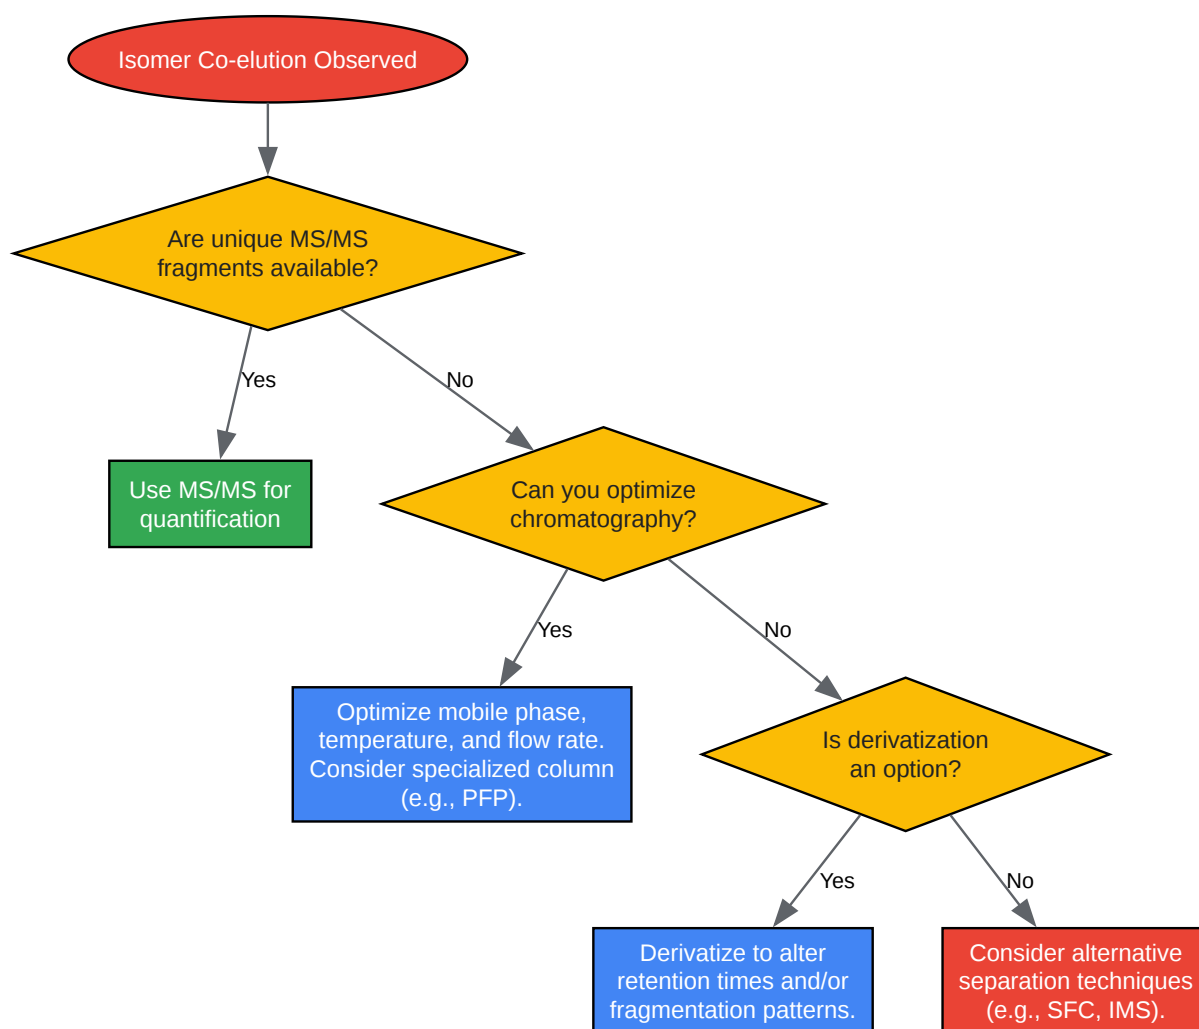 Isomer Co-elution Observed
Are unique MS/MS
fragments available?
Yes
No
Use MS/MS for
quantification
Can you optimize
chromatography?
Yes
No
Optimize mobile phase,
temperature, and flow rate.
Consider specialized column
(e.g., PFP).
Is derivatization
an option?
Yes
No
Derivatize to alter
retention times and/or
fragmentation patterns.
Consider alternative
separation techniques
(e.g., SFC, IMS).